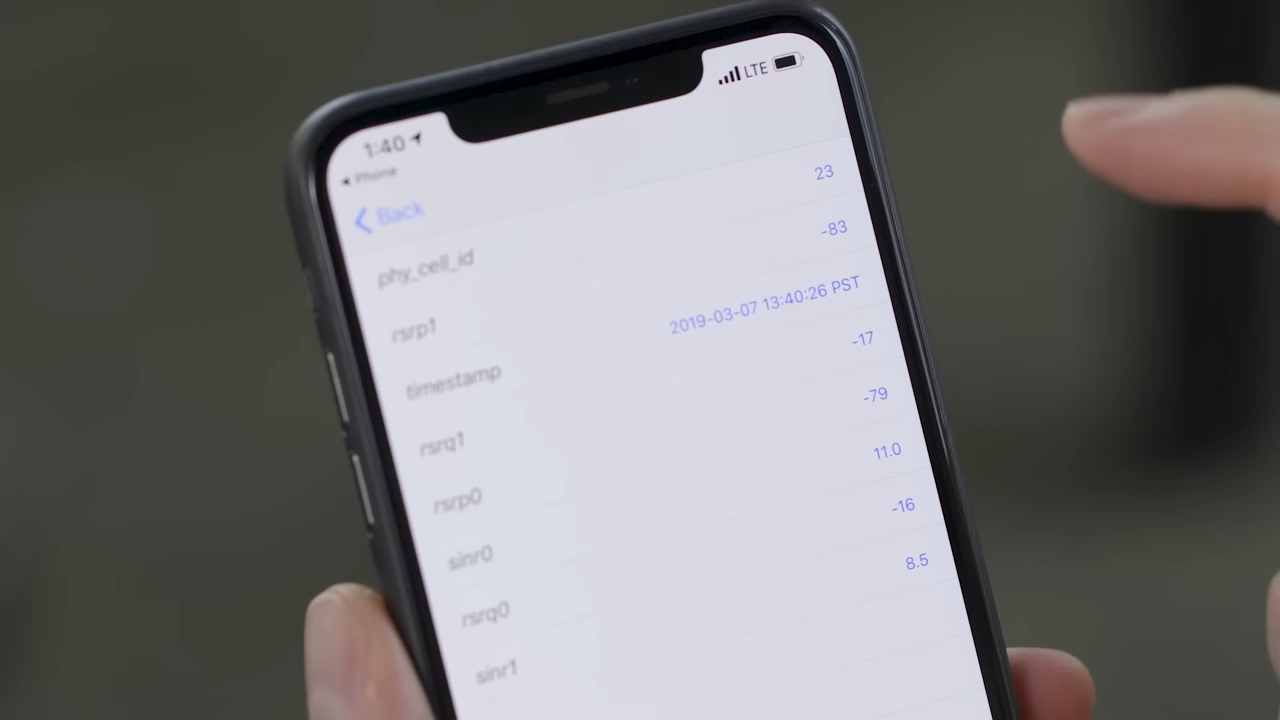 1:40 LTE
◀ iPhone
Back
phy_cell_id 23
rsrp1 -83
timestamp 2019-03-07 13:40:26 PST
rsrq1 -17
rsrp0 -79
sinr0 11.0
rsrq0 -16
sinr1 8.5